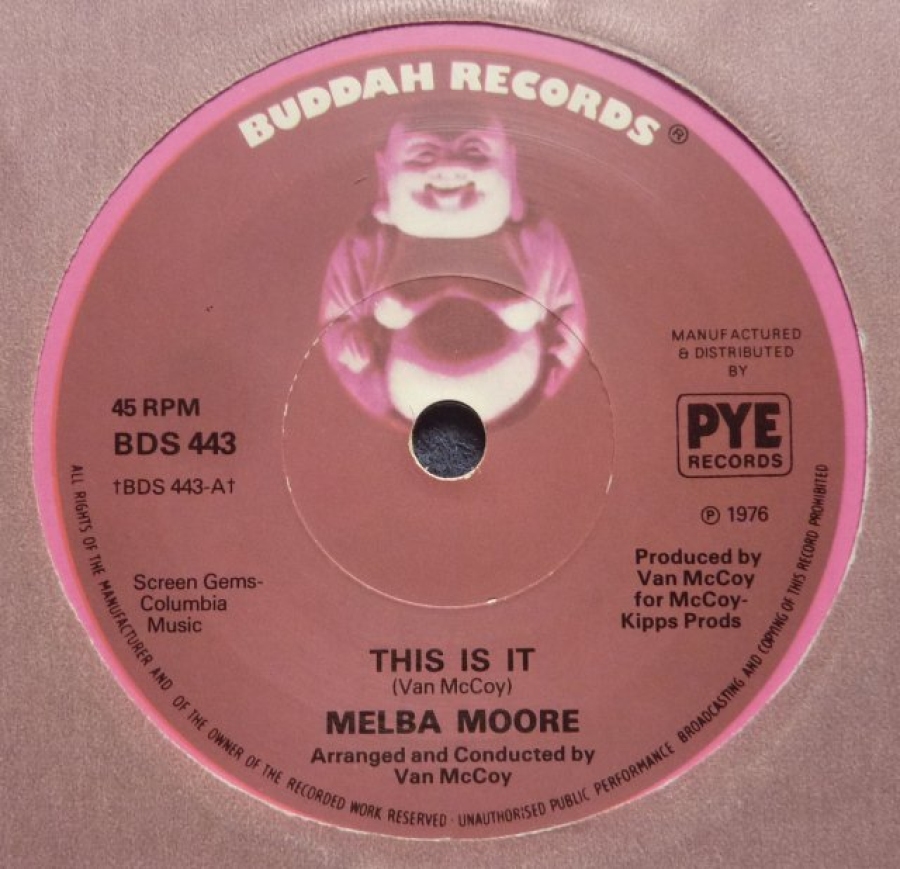 BUDDAH RECORDS ®
MANUFACTURED
& DISTRIBUTED
BY
PYE
RECORDS
℗ 1976
45 RPM
BDS 443
†BDS 443-A†
Screen Gems-
Columbia
Music
Produced by
Van McCoy
for McCoy-
Kipps Prods
THIS IS IT
(Van McCoy)
MELBA MOORE
Arranged and Conducted by
Van McCoy
ALL RIGHTS OF THE MANUFACTURER AND OF THE OWNER OF THE RECORDED WORK RESERVED · UNAUTHORISED PUBLIC PERFORMANCE BROADCASTING AND COPYING OF THIS RECORD PROHIBITED